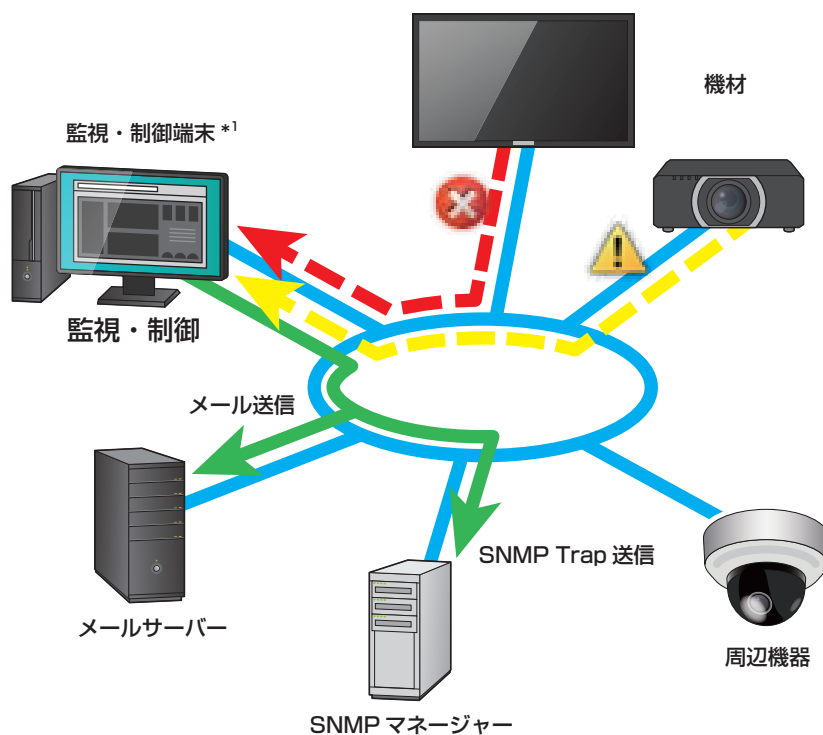 機材
監視・制御端末 *1
監視・制御
メール送信
SNMP Trap 送信
メールサーバー
周辺機器
SNMP マネージャー